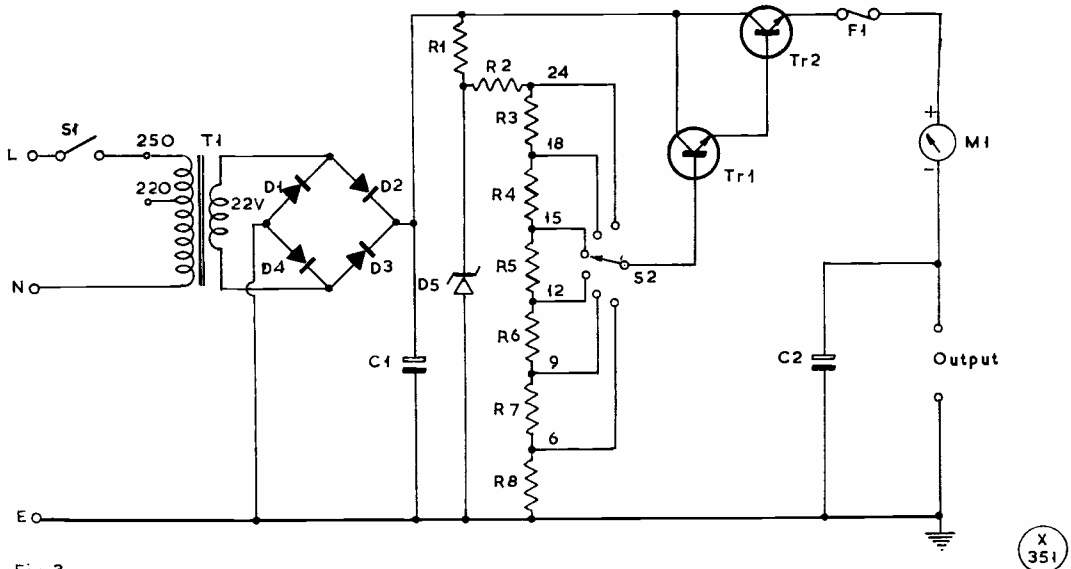 R1
R2
24
F1
Tr2
S1
250
T1
R3
M1
+
-
L
18
Tr1
220
22V
D1
D2
R4
15
D4
D3
S2
N
D5
R5
12
R6
C1
9
C2
Output
R7
6
R8
E
X
351